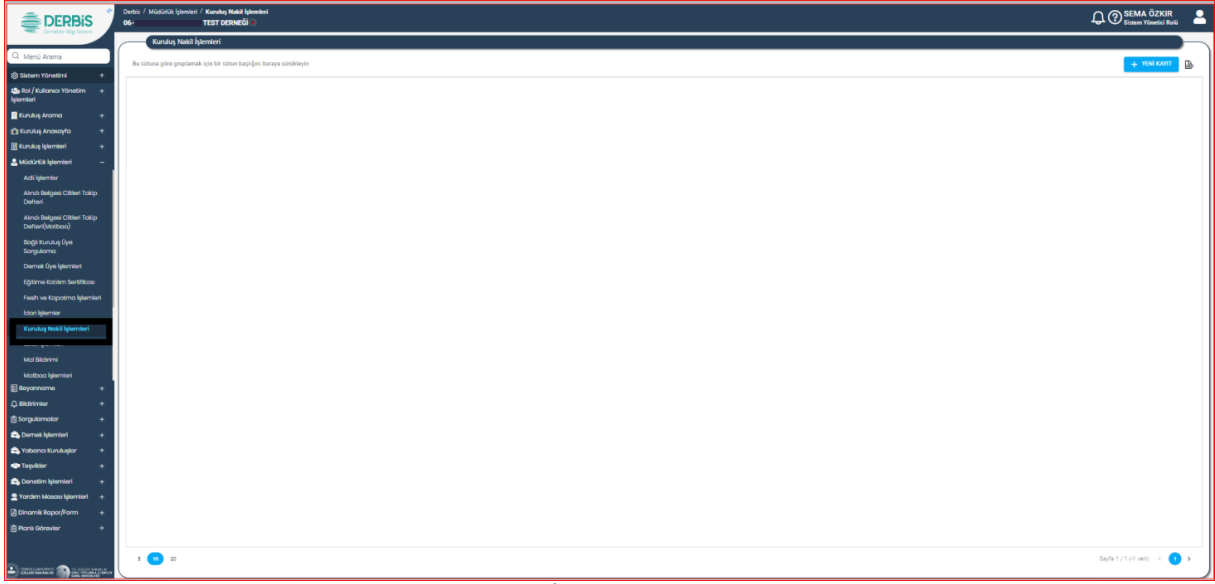 DERBİS
Derbis / Müdürlük İşlemleri / Kuruluş Nakil İşlemleri
06- TEST DERNEĞİ
SEMA ÖZKIR
Sistem Yönetici Rolü
Menü Arama
Sistem Yönetimi +
Rol / Kullanıcı Yönetim +
İşlemleri
Kuruluş Arama +
Kuruluş Anasayfa +
Kuruluş İşlemleri +
Müdürlük İşlemleri −
Adli İşlemler
Alındı Belgesi Ciltleri Takip
Defteri
Alındı Belgesi Ciltleri Takip
Defteri(Matbaa)
Bağlı Kuruluş Üye
Sorgulama
Dernek Üye İşlemleri
Eğitime Katılım Sertifikası
Fesih ve Kapatma İşlemleri
İdari İşlemler
Kuruluş Nakil İşlemleri
Mal Bildirimi
Matbaa İşlemleri
Beyanname +
Bildirimler +
Sorgulamalar +
Dernek İşlemleri +
Yabancı Kuruluşlar +
Teşvikler +
Denetim İşlemleri +
Yardım Masası İşlemleri +
Dinamik Rapor/Form +
Planlı Görevler +
Kuruluş Nakil İşlemleri
Bu sütuna göre gruplamak için bir sütun başlığını buraya sürükleyin
+ YENİ KAYIT
5 10 20
Sayfa 1 / 1 (-1 veri) < 1 >